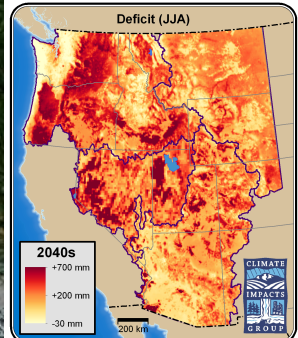 Deficit (JJA)
2040s
+700 mm
+200 mm
-30 mm
200 km
CLIMATE
IMPACTS
GROUP